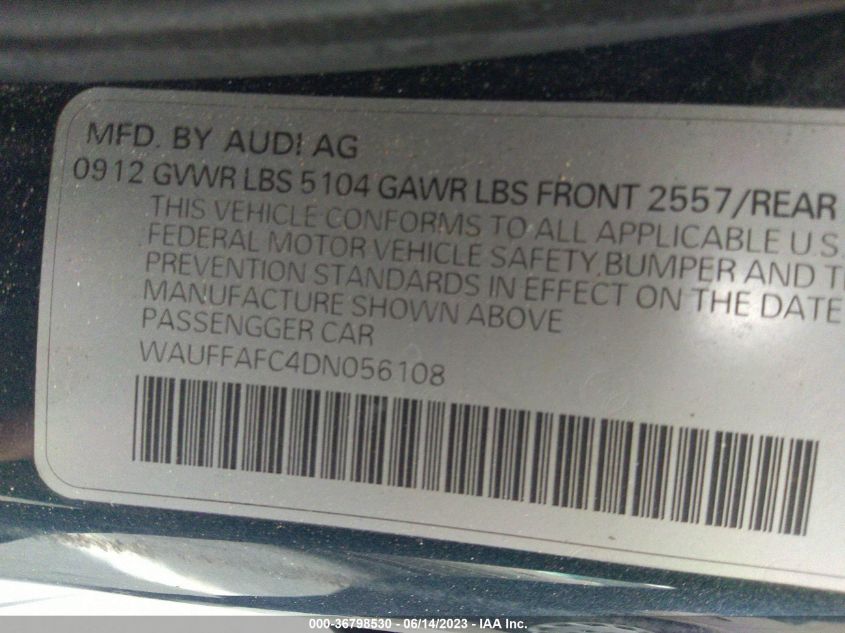 MFD. BY AUDI AG
0912 GVWR LBS 5104 GAWR LBS FRONT 2557/REAR
THIS VEHICLE CONFORMS TO ALL APPLICABLE U.S.
FEDERAL MOTOR VEHICLE SAFETY, BUMPER AND T
PREVENTION STANDARDS IN EFFECT ON THE DATE
MANUFACTURE SHOWN ABOVE
PASSENGGER CAR
WAUFFAFC4DN056108
000-36798530 - 06/14/2023 - IAAI.com